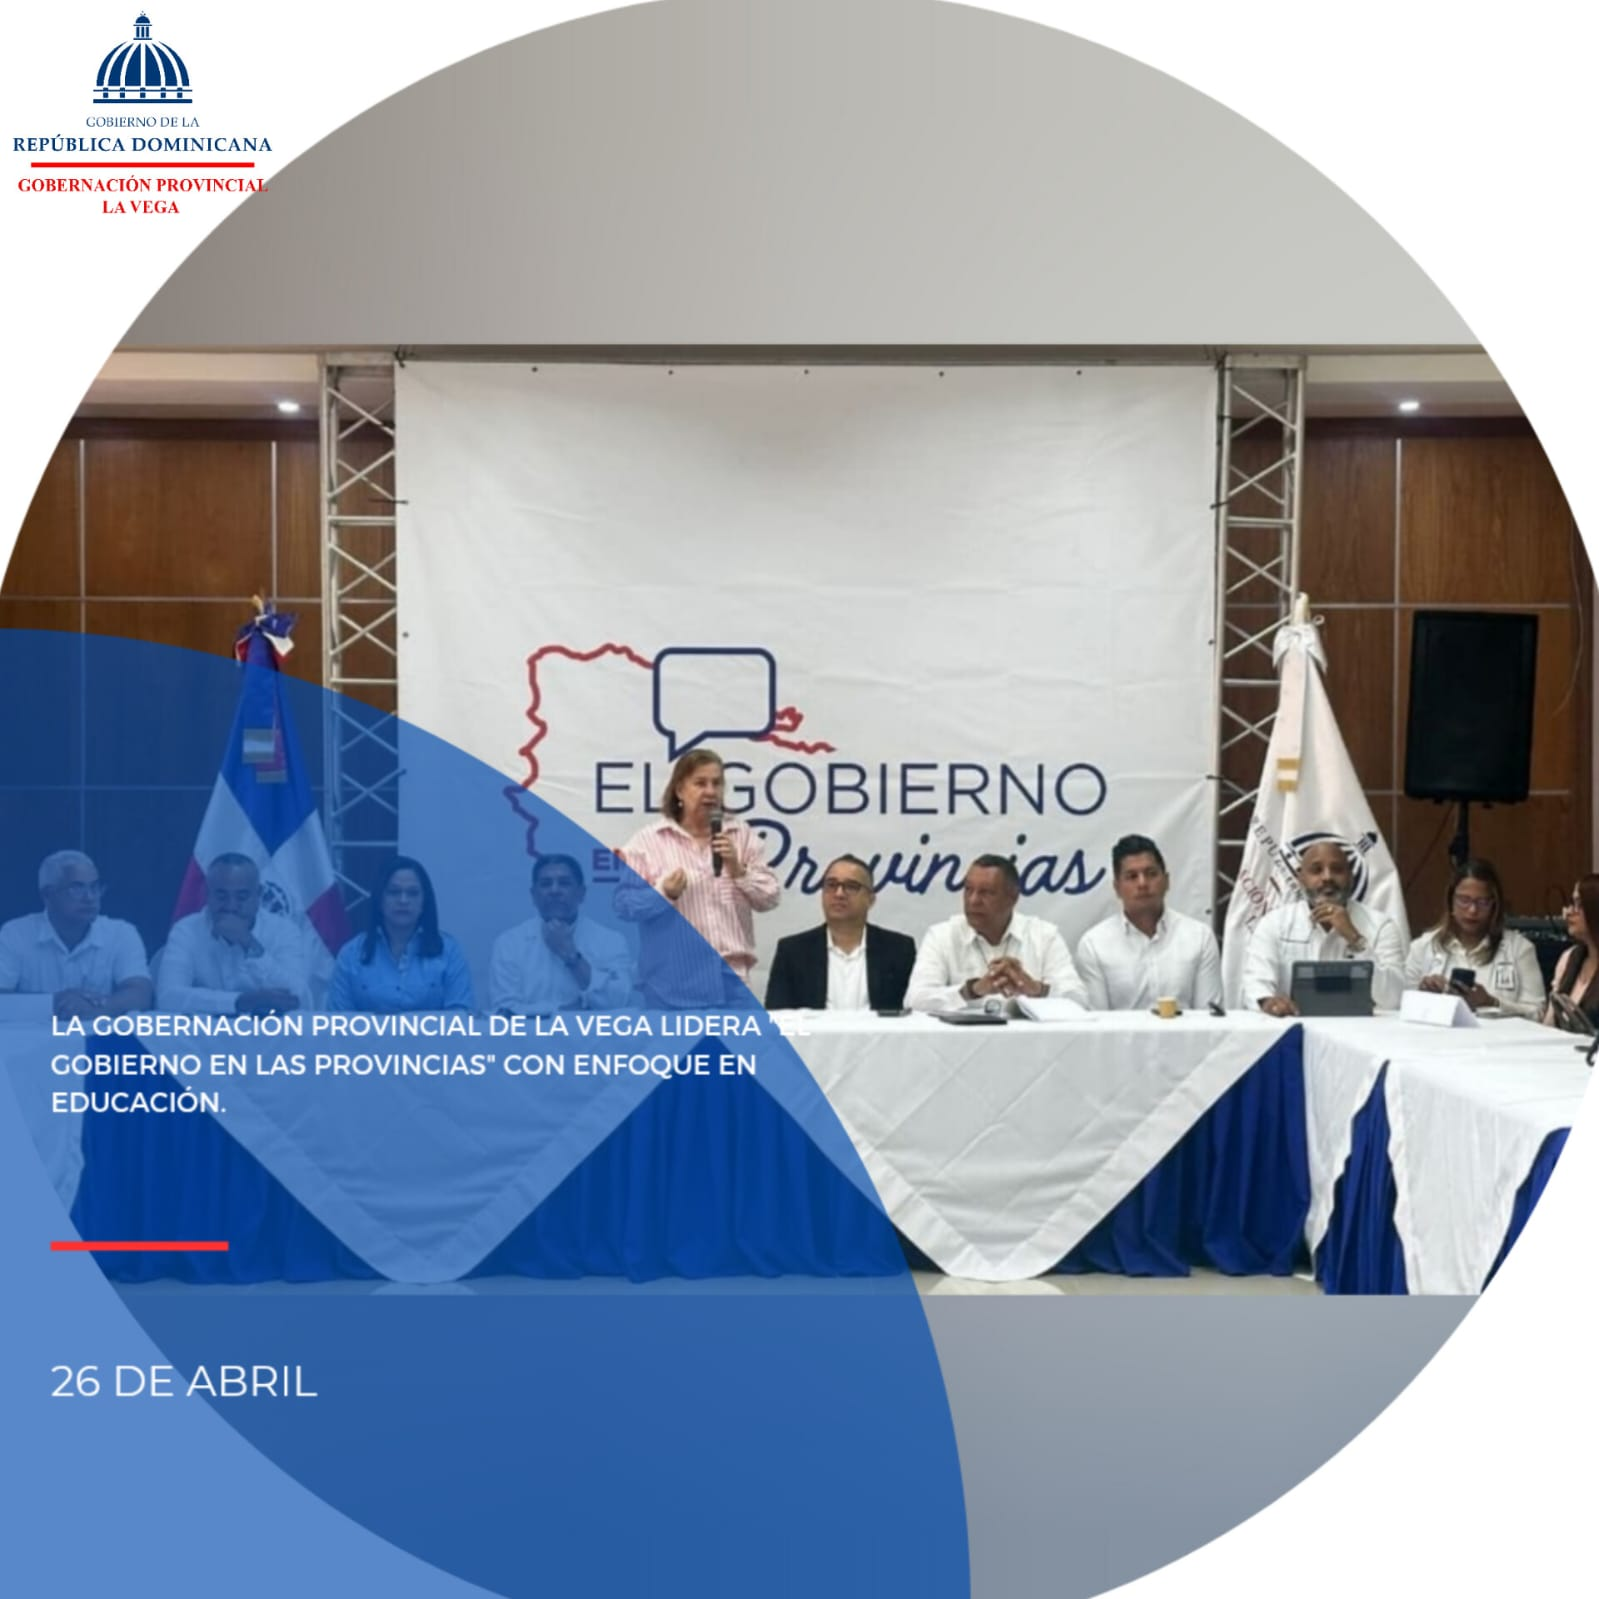 GOBIERNO DE LA
REPÚBLICA DOMINICANA
GOBERNACIÓN PROVINCIAL
LA VEGA
EL GOBIERNO
Provincias
LA GOBERNACIÓN PROVINCIAL DE LA VEGA LIDERA "EL
GOBIERNO EN LAS PROVINCIAS" CON ENFOQUE EN
EDUCACIÓN.
26 DE ABRIL